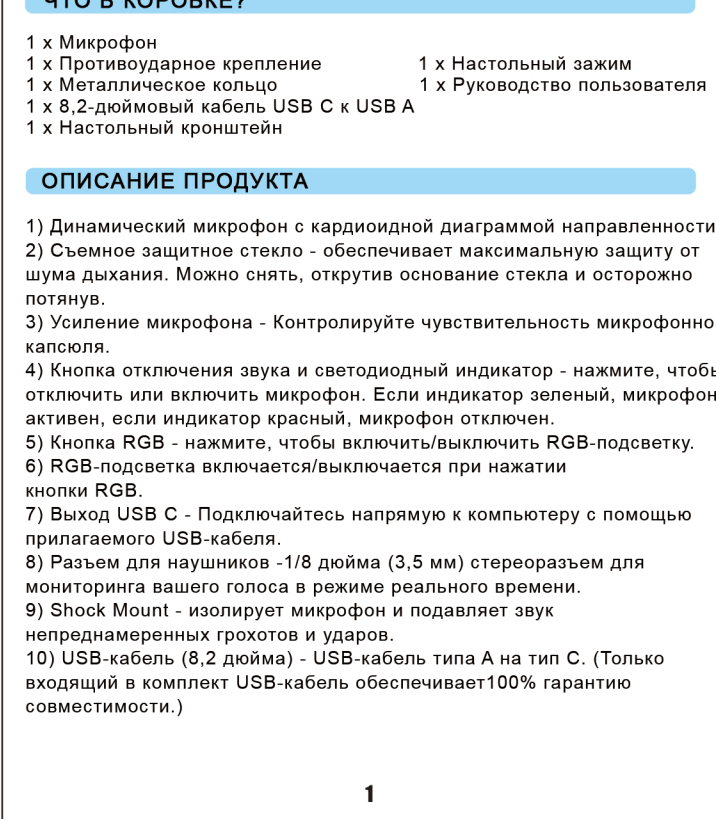 ЧТО В КОРОБКЕ?
1 x Микрофон
1 x Противоударное крепление 1 x Настольный зажим
1 x Металлическое кольцо 1 x Руководство пользователя
1 x 8,2-дюймовый кабель USB C к USB A
1 x Настольный кронштейн
ОПИСАНИЕ ПРОДУКТА
1) Динамический микрофон с кардиоидной диаграммой направленности
2) Съемное защитное стекло - обеспечивает максимальную защиту от
шума дыхания. Можно снять, открутив основание стекла и осторожно
потянув.
3) Усиление микрофона - Контролируйте чувствительность микрофонно
капсюля.
4) Кнопка отключения звука и светодиодный индикатор - нажмите, чтобы
отключить или включить микрофон. Если индикатор зеленый, микрофон
активен, если индикатор красный, микрофон отключен.
5) Кнопка RGB - нажмите, чтобы включить/выключить RGB-подсветку.
6) RGB-подсветка включается/выключается при нажатии
кнопки RGB.
7) Выход USB C - Подключайтесь напрямую к компьютеру с помощью
прилагаемого USB-кабеля.
8) Разъем для наушников -1/8 дюйма (3,5 мм) стереоразъем для
мониторинга вашего голоса в режиме реального времени.
9) Shock Mount - изолирует микрофон и подавляет звук
непреднамеренных грохотов и ударов.
10) USB-кабель (8,2 дюйма) - USB-кабель типа A на тип C. (Только
входящий в комплект USB-кабель обеспечивает100% гарантию
совместимости.)
1